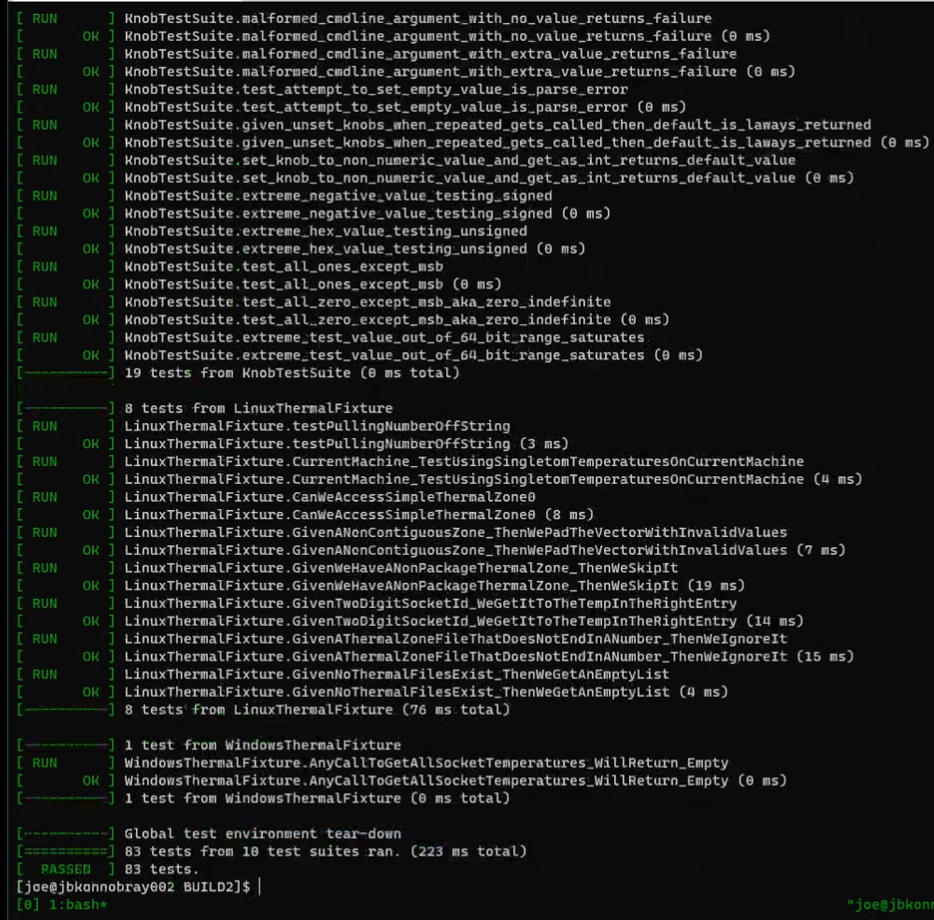 [ RUN      ] KnobTestSuite.malformed_cmdline_argument_with_no_value_returns_failure
[       OK ] KnobTestSuite.malformed_cmdline_argument_with_no_value_returns_failure (0 ms)
[ RUN      ] KnobTestSuite.malformed_cmdline_argument_with_extra_value_returns_failure
[       OK ] KnobTestSuite.malformed_cmdline_argument_with_extra_value_returns_failure (0 ms)
[ RUN      ] KnobTestSuite.test_attempt_to_set_empty_value_is_parse_error
[       OK ] KnobTestSuite.test_attempt_to_set_empty_value_is_parse_error (0 ms)
[ RUN      ] KnobTestSuite.given_unset_knobs_when_repeated_gets_called_then_default_is_laways_returned
[       OK ] KnobTestSuite.given_unset_knobs_when_repeated_gets_called_then_default_is_laways_returned (0 ms)
[ RUN      ] KnobTestSuite.set_knob_to_non_numeric_value_and_get_as_int_returns_default_value
[       OK ] KnobTestSuite.set_knob_to_non_numeric_value_and_get_as_int_returns_default_value (0 ms)
[ RUN      ] KnobTestSuite.extreme_negative_value_testing_signed
[       OK ] KnobTestSuite.extreme_negative_value_testing_signed (0 ms)
[ RUN      ] KnobTestSuite.extreme_hex_value_testing_unsigned
[       OK ] KnobTestSuite.extreme_hex_value_testing_unsigned (0 ms)
[ RUN      ] KnobTestSuite.test_all_ones_except_msb
[       OK ] KnobTestSuite.test_all_ones_except_msb (0 ms)
[ RUN      ] KnobTestSuite.test_all_zero_except_msb_aka_zero_indefinite
[       OK ] KnobTestSuite.test_all_zero_except_msb_aka_zero_indefinite (0 ms)
[ RUN      ] KnobTestSuite.extreme_test_value_out_of_64_bit_range_saturates
[       OK ] KnobTestSuite.extreme_test_value_out_of_64_bit_range_saturates (0 ms)
[----------] 19 tests from KnobTestSuite (0 ms total)
[----------] 8 tests from LinuxThermalFixture
[ RUN      ] LinuxThermalFixture.testPullingNumberOffString
[       OK ] LinuxThermalFixture.testPullingNumberOffString (3 ms)
[ RUN      ] LinuxThermalFixture.CurrentMachine_TestUsingSingletomTemperaturesOnCurrentMachine
[       OK ] LinuxThermalFixture.CurrentMachine_TestUsingSingletomTemperaturesOnCurrentMachine (4 ms)
[ RUN      ] LinuxThermalFixture.CanWeAccessSimpleThermalZone0
[       OK ] LinuxThermalFixture.CanWeAccessSimpleThermalZone0 (8 ms)
[ RUN      ] LinuxThermalFixture.GivenANonContiguousZone_ThenWePadTheVectorWithInvalidValues
[       OK ] LinuxThermalFixture.GivenANonContiguousZone_ThenWePadTheVectorWithInvalidValues (7 ms)
[ RUN      ] LinuxThermalFixture.GivenWeHaveANonPackageThermalZone_ThenWeSkipIt
[       OK ] LinuxThermalFixture.GivenWeHaveANonPackageThermalZone_ThenWeSkipIt (19 ms)
[ RUN      ] LinuxThermalFixture.GivenTwoDigitSocketId_WeGetItToTheTempInTheRightEntry
[       OK ] LinuxThermalFixture.GivenTwoDigitSocketId_WeGetItToTheTempInTheRightEntry (14 ms)
[ RUN      ] LinuxThermalFixture.GivenAThermalZoneFileThatDoesNotEndInANumber_ThenWeIgnoreIt
[       OK ] LinuxThermalFixture.GivenAThermalZoneFileThatDoesNotEndInANumber_ThenWeIgnoreIt (15 ms)
[ RUN      ] LinuxThermalFixture.GivenNoThermalFilesExist_ThenWeGetAnEmptyList
[       OK ] LinuxThermalFixture.GivenNoThermalFilesExist_ThenWeGetAnEmptyList (4 ms)
[----------] 8 tests from LinuxThermalFixture (76 ms total)
[----------] 1 test from WindowsThermalFixture
[ RUN      ] WindowsThermalFixture.AnyCallToGetAllSocketTemperatures_WillReturn_Empty
[       OK ] WindowsThermalFixture.AnyCallToGetAllSocketTemperatures_WillReturn_Empty (0 ms)
[----------] 1 test from WindowsThermalFixture (0 ms total)
[----------] Global test environment tear-down
[==========] 83 tests from 10 test suites ran. (223 ms total)
[  PASSED  ] 83 tests.
[joe@jbkonnobray002 BUILD2]$
[0] 1:bash* "joe@jbkonn